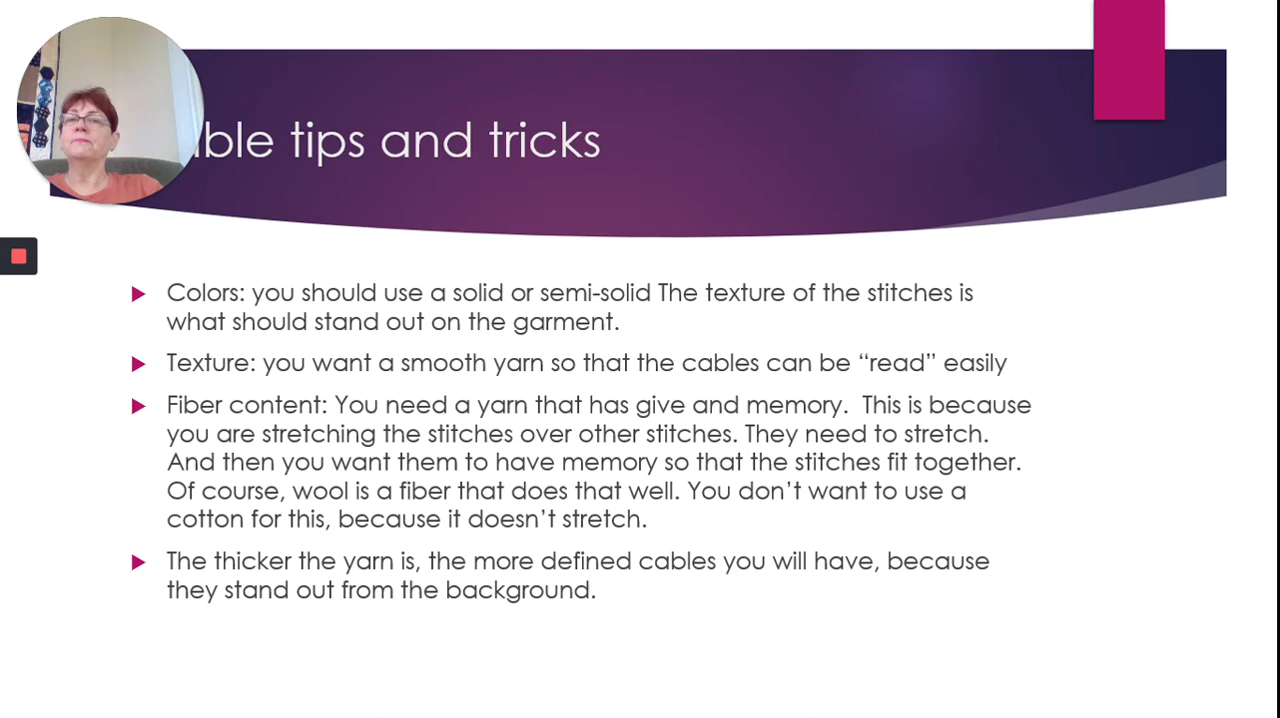 ble tips and tricks
Colors: you should use a solid or semi-solid The texture of the stitches is
what should stand out on the garment.
Texture: you want a smooth yarn so that the cables can be “read” easily
Fiber content: You need a yarn that has give and memory.  This is because
you are stretching the stitches over other stitches. They need to stretch.
And then you want them to have memory so that the stitches fit together.
Of course, wool is a fiber that does that well. You don’t want to use a
cotton for this, because it doesn’t stretch.
The thicker the yarn is, the more defined cables you will have, because
they stand out from the background.